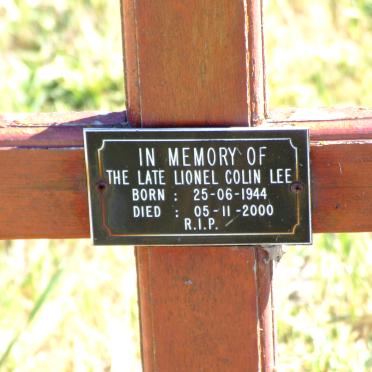 IN MEMORY OF
THE LATE LIONEL COLIN LEE
BORN : 25-06-1944
DIED : 05-11-2000
R.I.P.